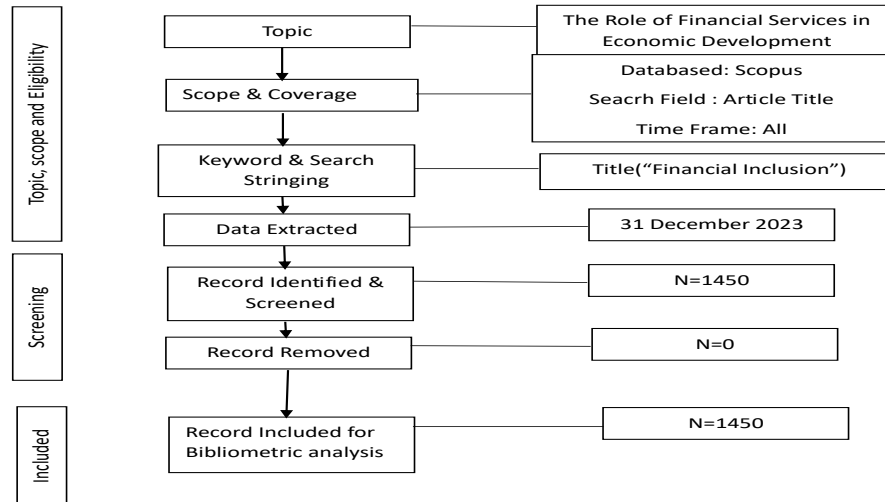 Topic, scope and Eligibility
Topic
The Role of Financial Services in
Economic Development
Scope & Coverage
Databased: Scopus
Seacrh Field : Article Title
Time Frame: All
Keyword & Search
Stringing
Title(“Financial Inclusion”)
Data Extracted
31 December 2023
Screening
Record Identified &
Screened
N=1450
Record Removed
N=0
Included
Record Included for
Bibliometric analysis
N=1450